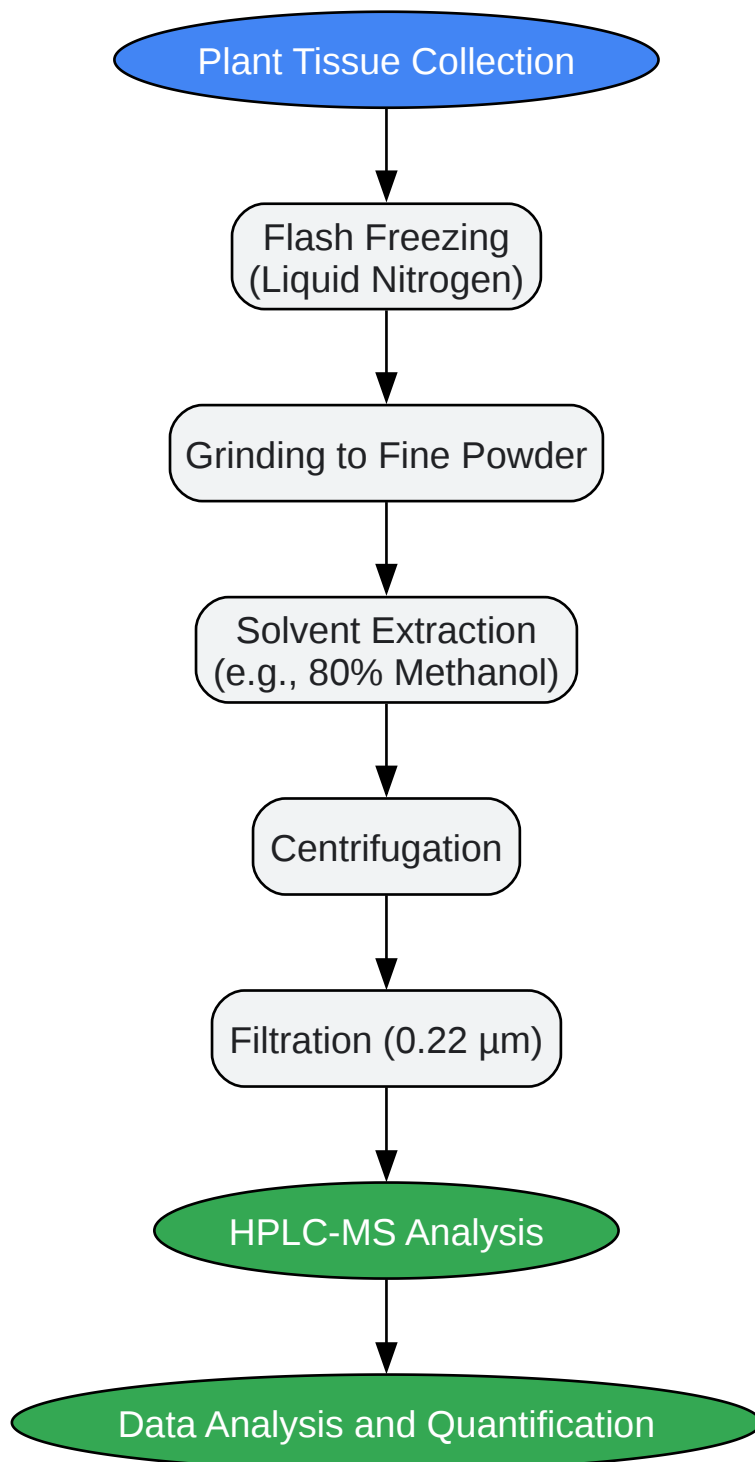 Plant Tissue Collection
Flash Freezing
(Liquid Nitrogen)
Grinding to Fine Powder
Solvent Extraction
(e.g., 80% Methanol)
Centrifugation
Filtration (0.22 µm)
HPLC-MS Analysis
Data Analysis and Quantification